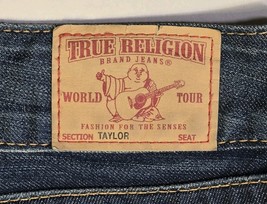 TRUE RELIGION
BRAND JEANS®
WORLD TOUR
FASHION FOR THE SENSES
SECTION TAYLOR SEAT